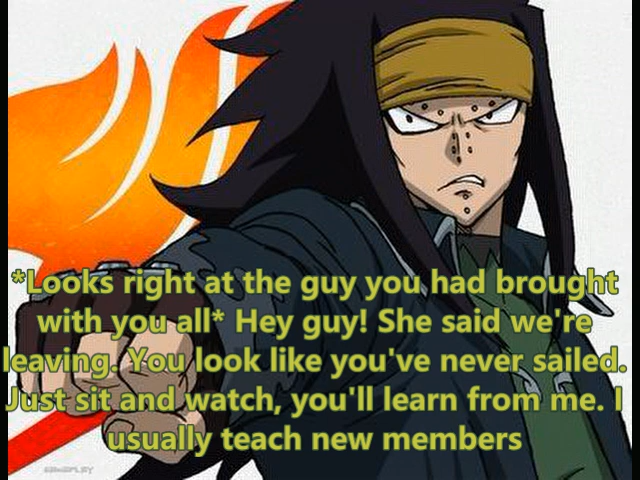 *Looks right at the guy you had brought
with you all* Hey guy! She said we're
leaving. You look like you've never sailed.
Just sit and watch, you'll learn from me. I
usually teach new members